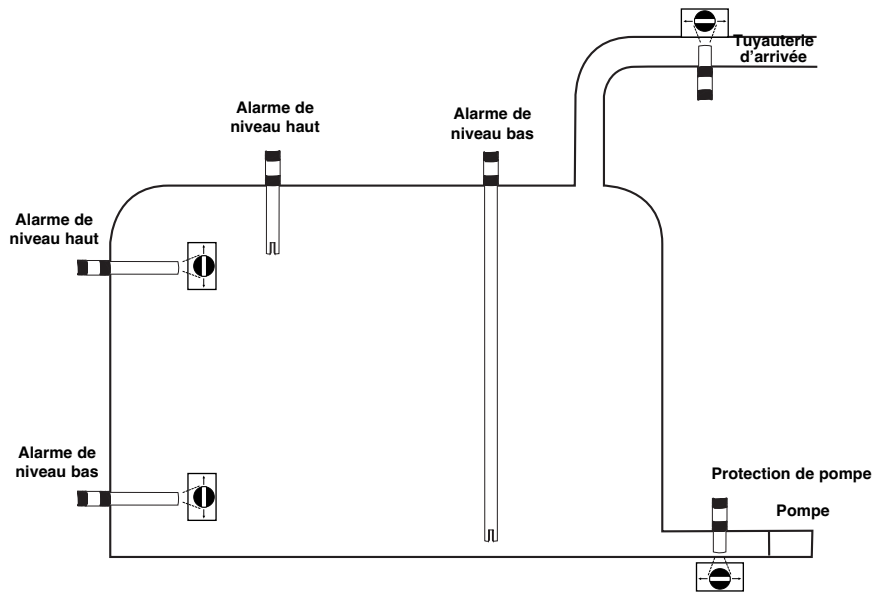 Tuyauterie
d'arrivée
Alarme de
niveau haut
Alarme de
niveau bas
Alarme de
niveau haut
Alarme de
niveau bas
Protection de pompe
Pompe